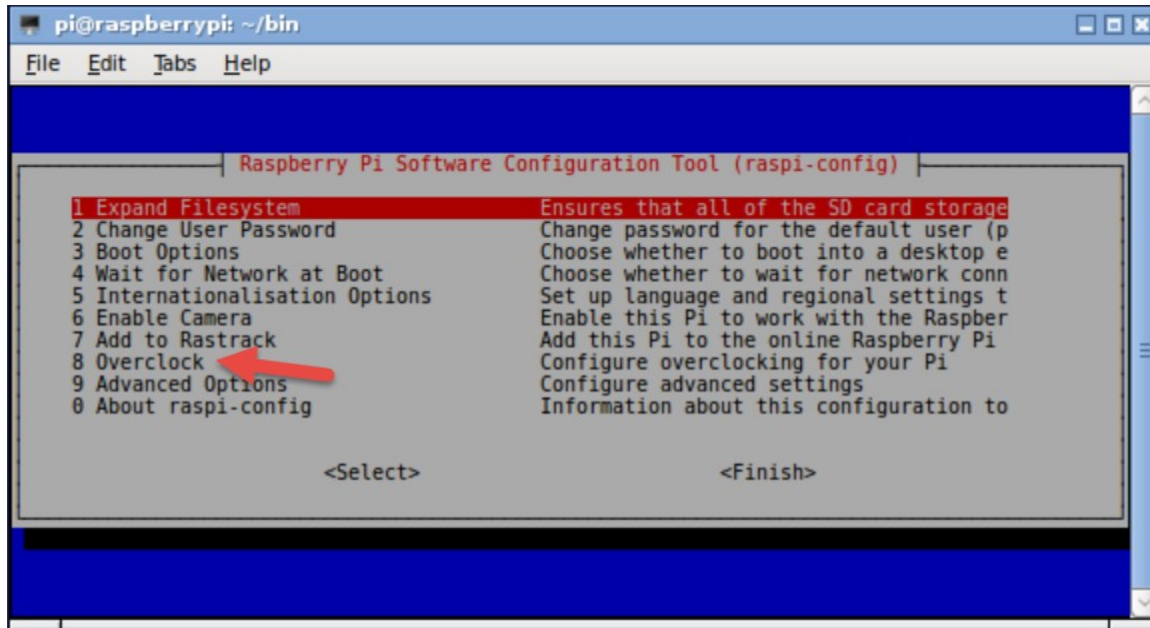 pi@raspberrypi: ~/bin
File Edit Tabs Help
Raspberry Pi Software Configuration Tool (raspi-config)
1 Expand Filesystem Ensures that all of the SD card storage
2 Change User Password Change password for the default user (p
3 Boot Options Choose whether to boot into a desktop e
4 Wait for Network at Boot Choose whether to wait for network conn
5 Internationalisation Options Set up language and regional settings t
6 Enable Camera Enable this Pi to work with the Raspber
7 Add to Rastrack Add this Pi to the online Raspberry Pi
8 Overclock Configure overclocking for your Pi
9 Advanced Options Configure advanced settings
0 About raspi-config Information about this configuration to
<Select> <Finish>